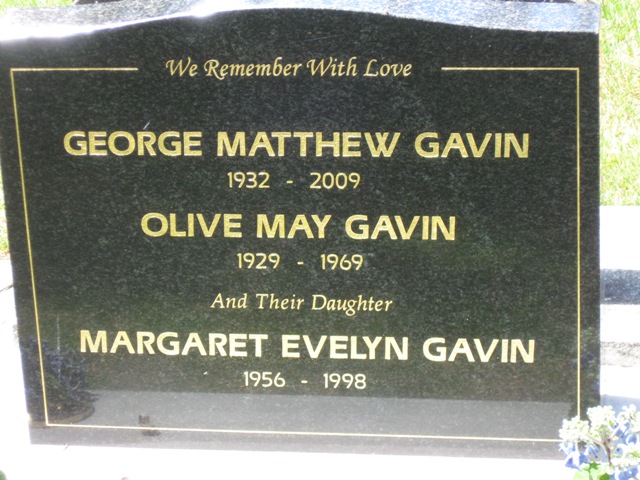 We Remember With Love
GEORGE MATTHEW GAVIN
1932 - 2009
OLIVE MAY GAVIN
1929 - 1969
And Their Daughter
MARGARET EVELYN GAVIN
1956 - 1998